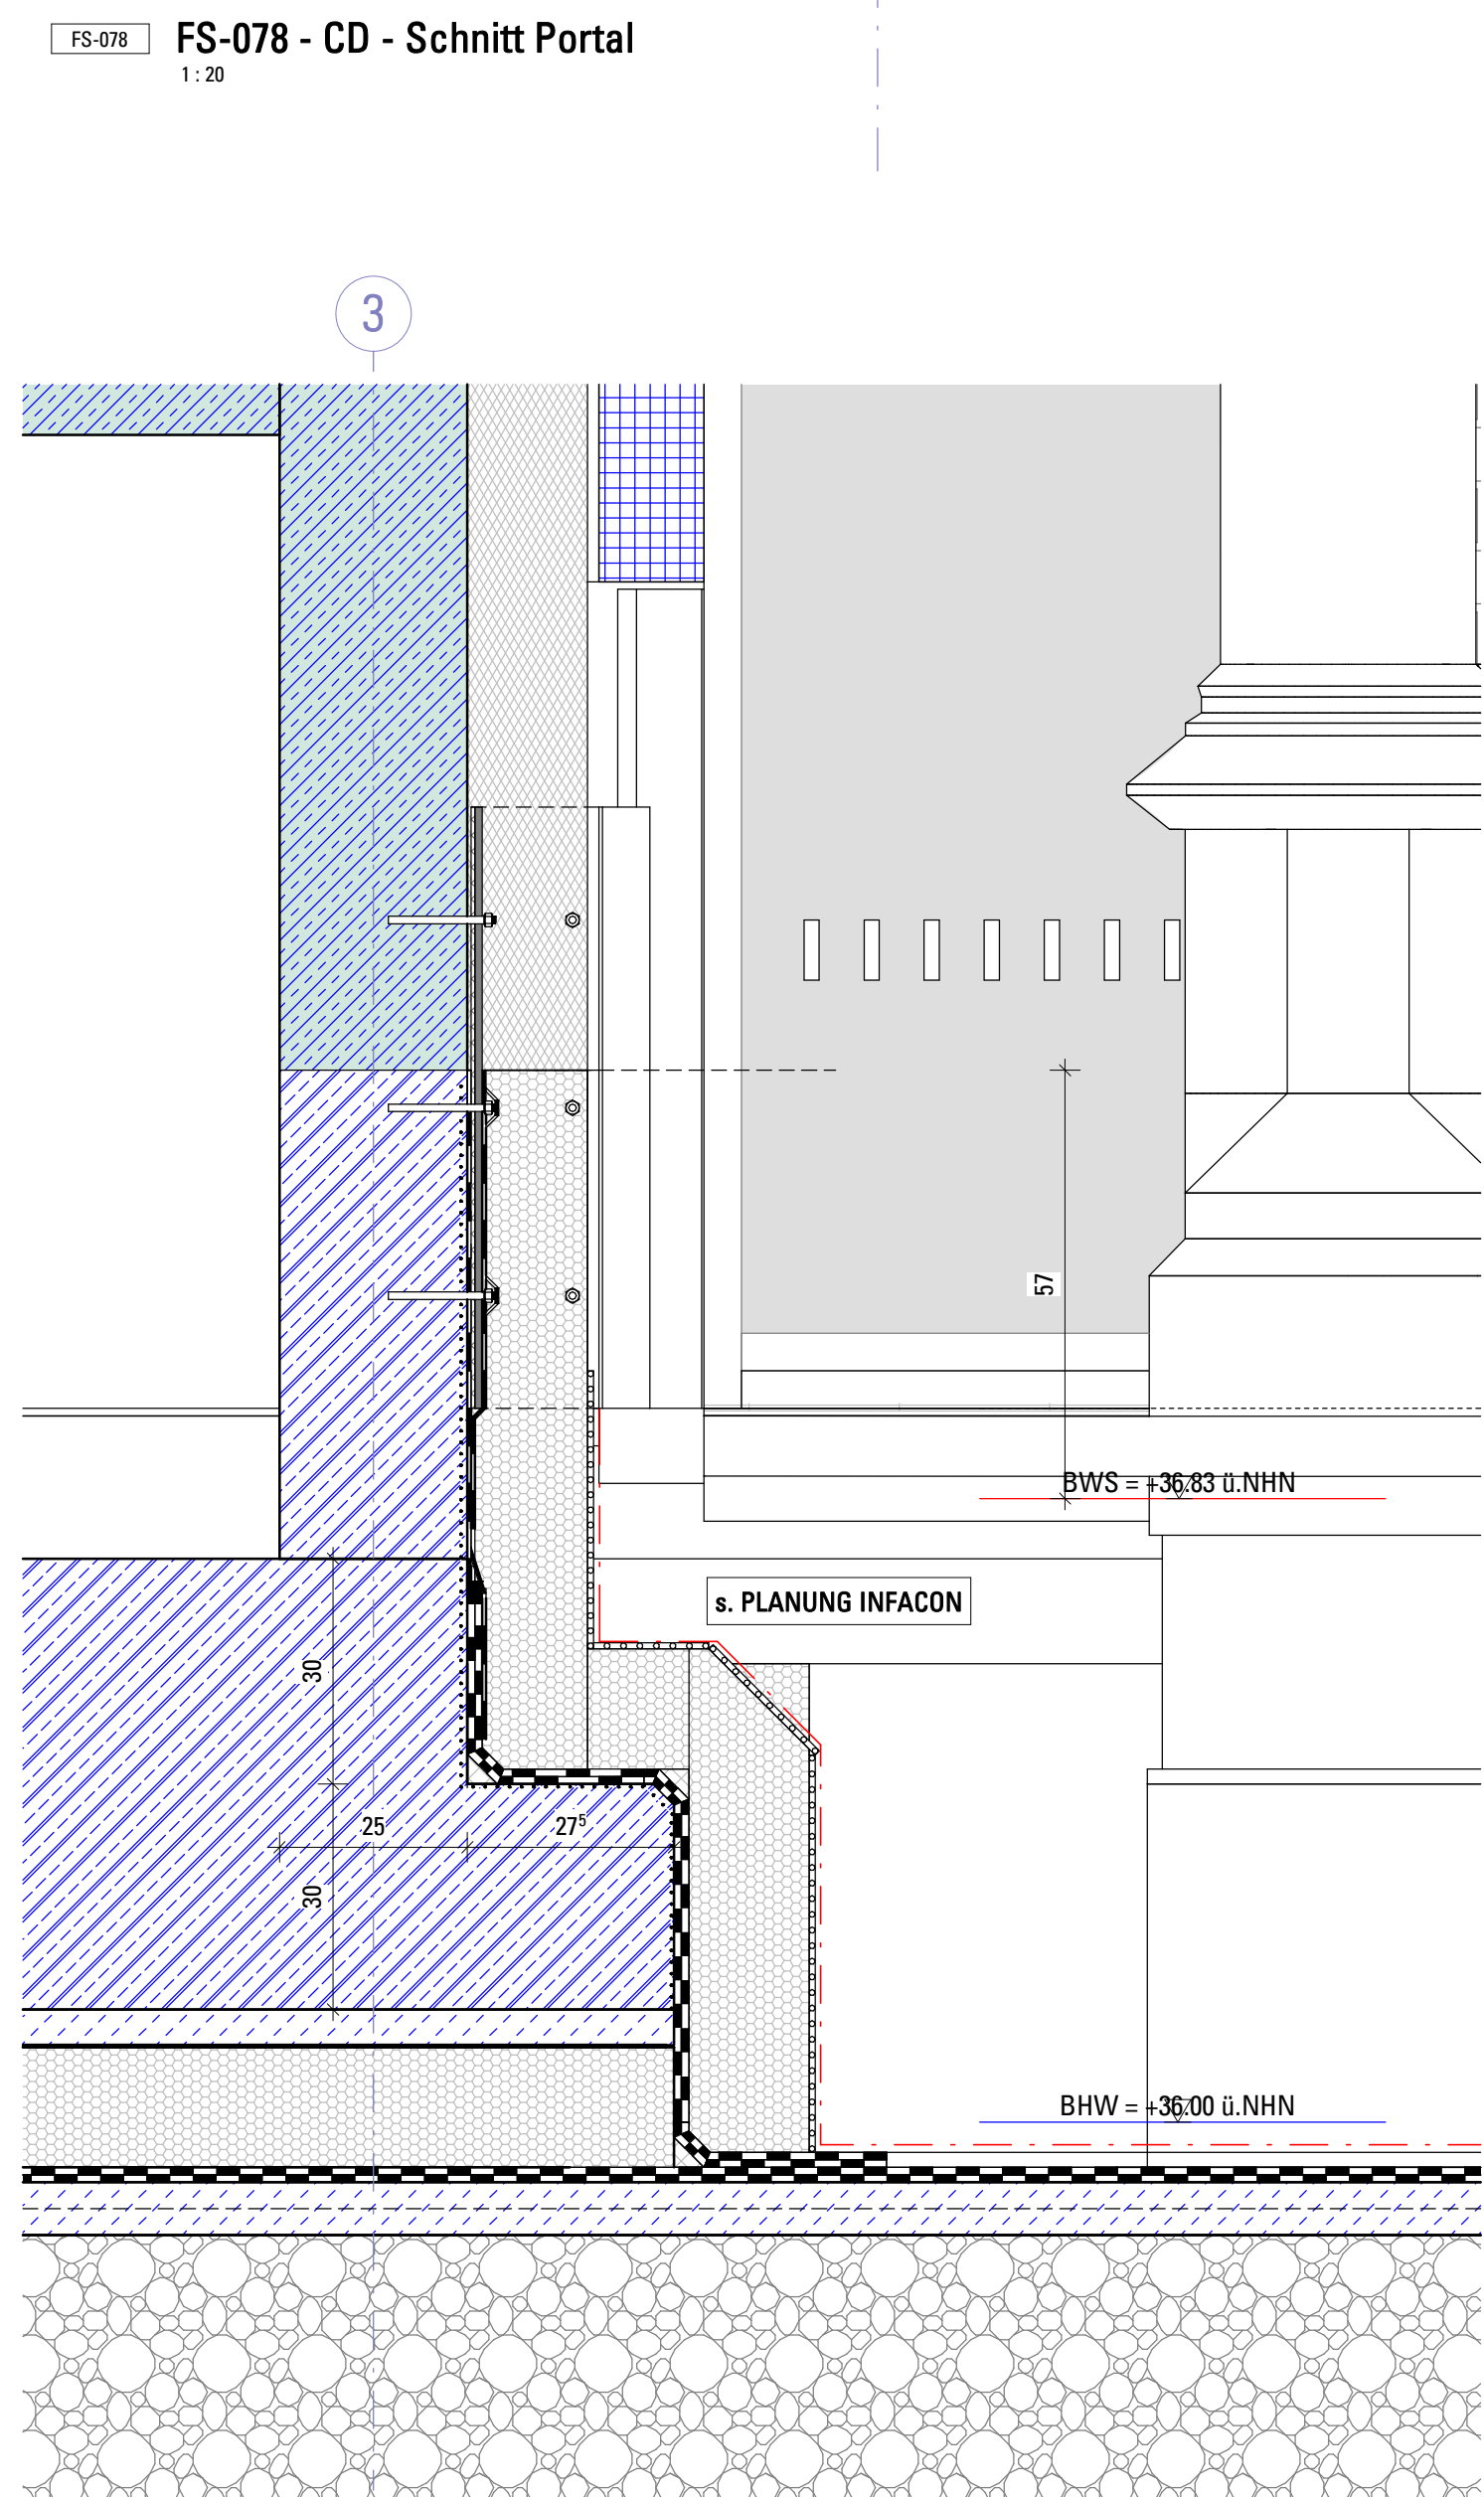 FS-078
FS-078 - CD - Schnitt Portal
1 : 20
3
57
BWS = +36.83 ü.NHN
s. PLANUNG INFACON
30
25
27⁵
30
BHW = +36.00 ü.NHN